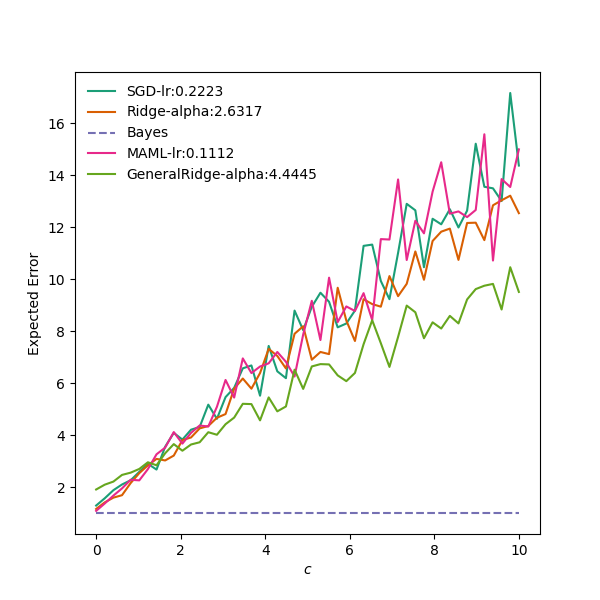 SGD-lr:0.2223
Ridge-alpha:2.6317
Bayes
MAML-lr:0.1112
GeneralRidge-alpha:4.4445
Expected Error
16
14
12
10
8
6
4
2
0 2 4 6 8 10
c